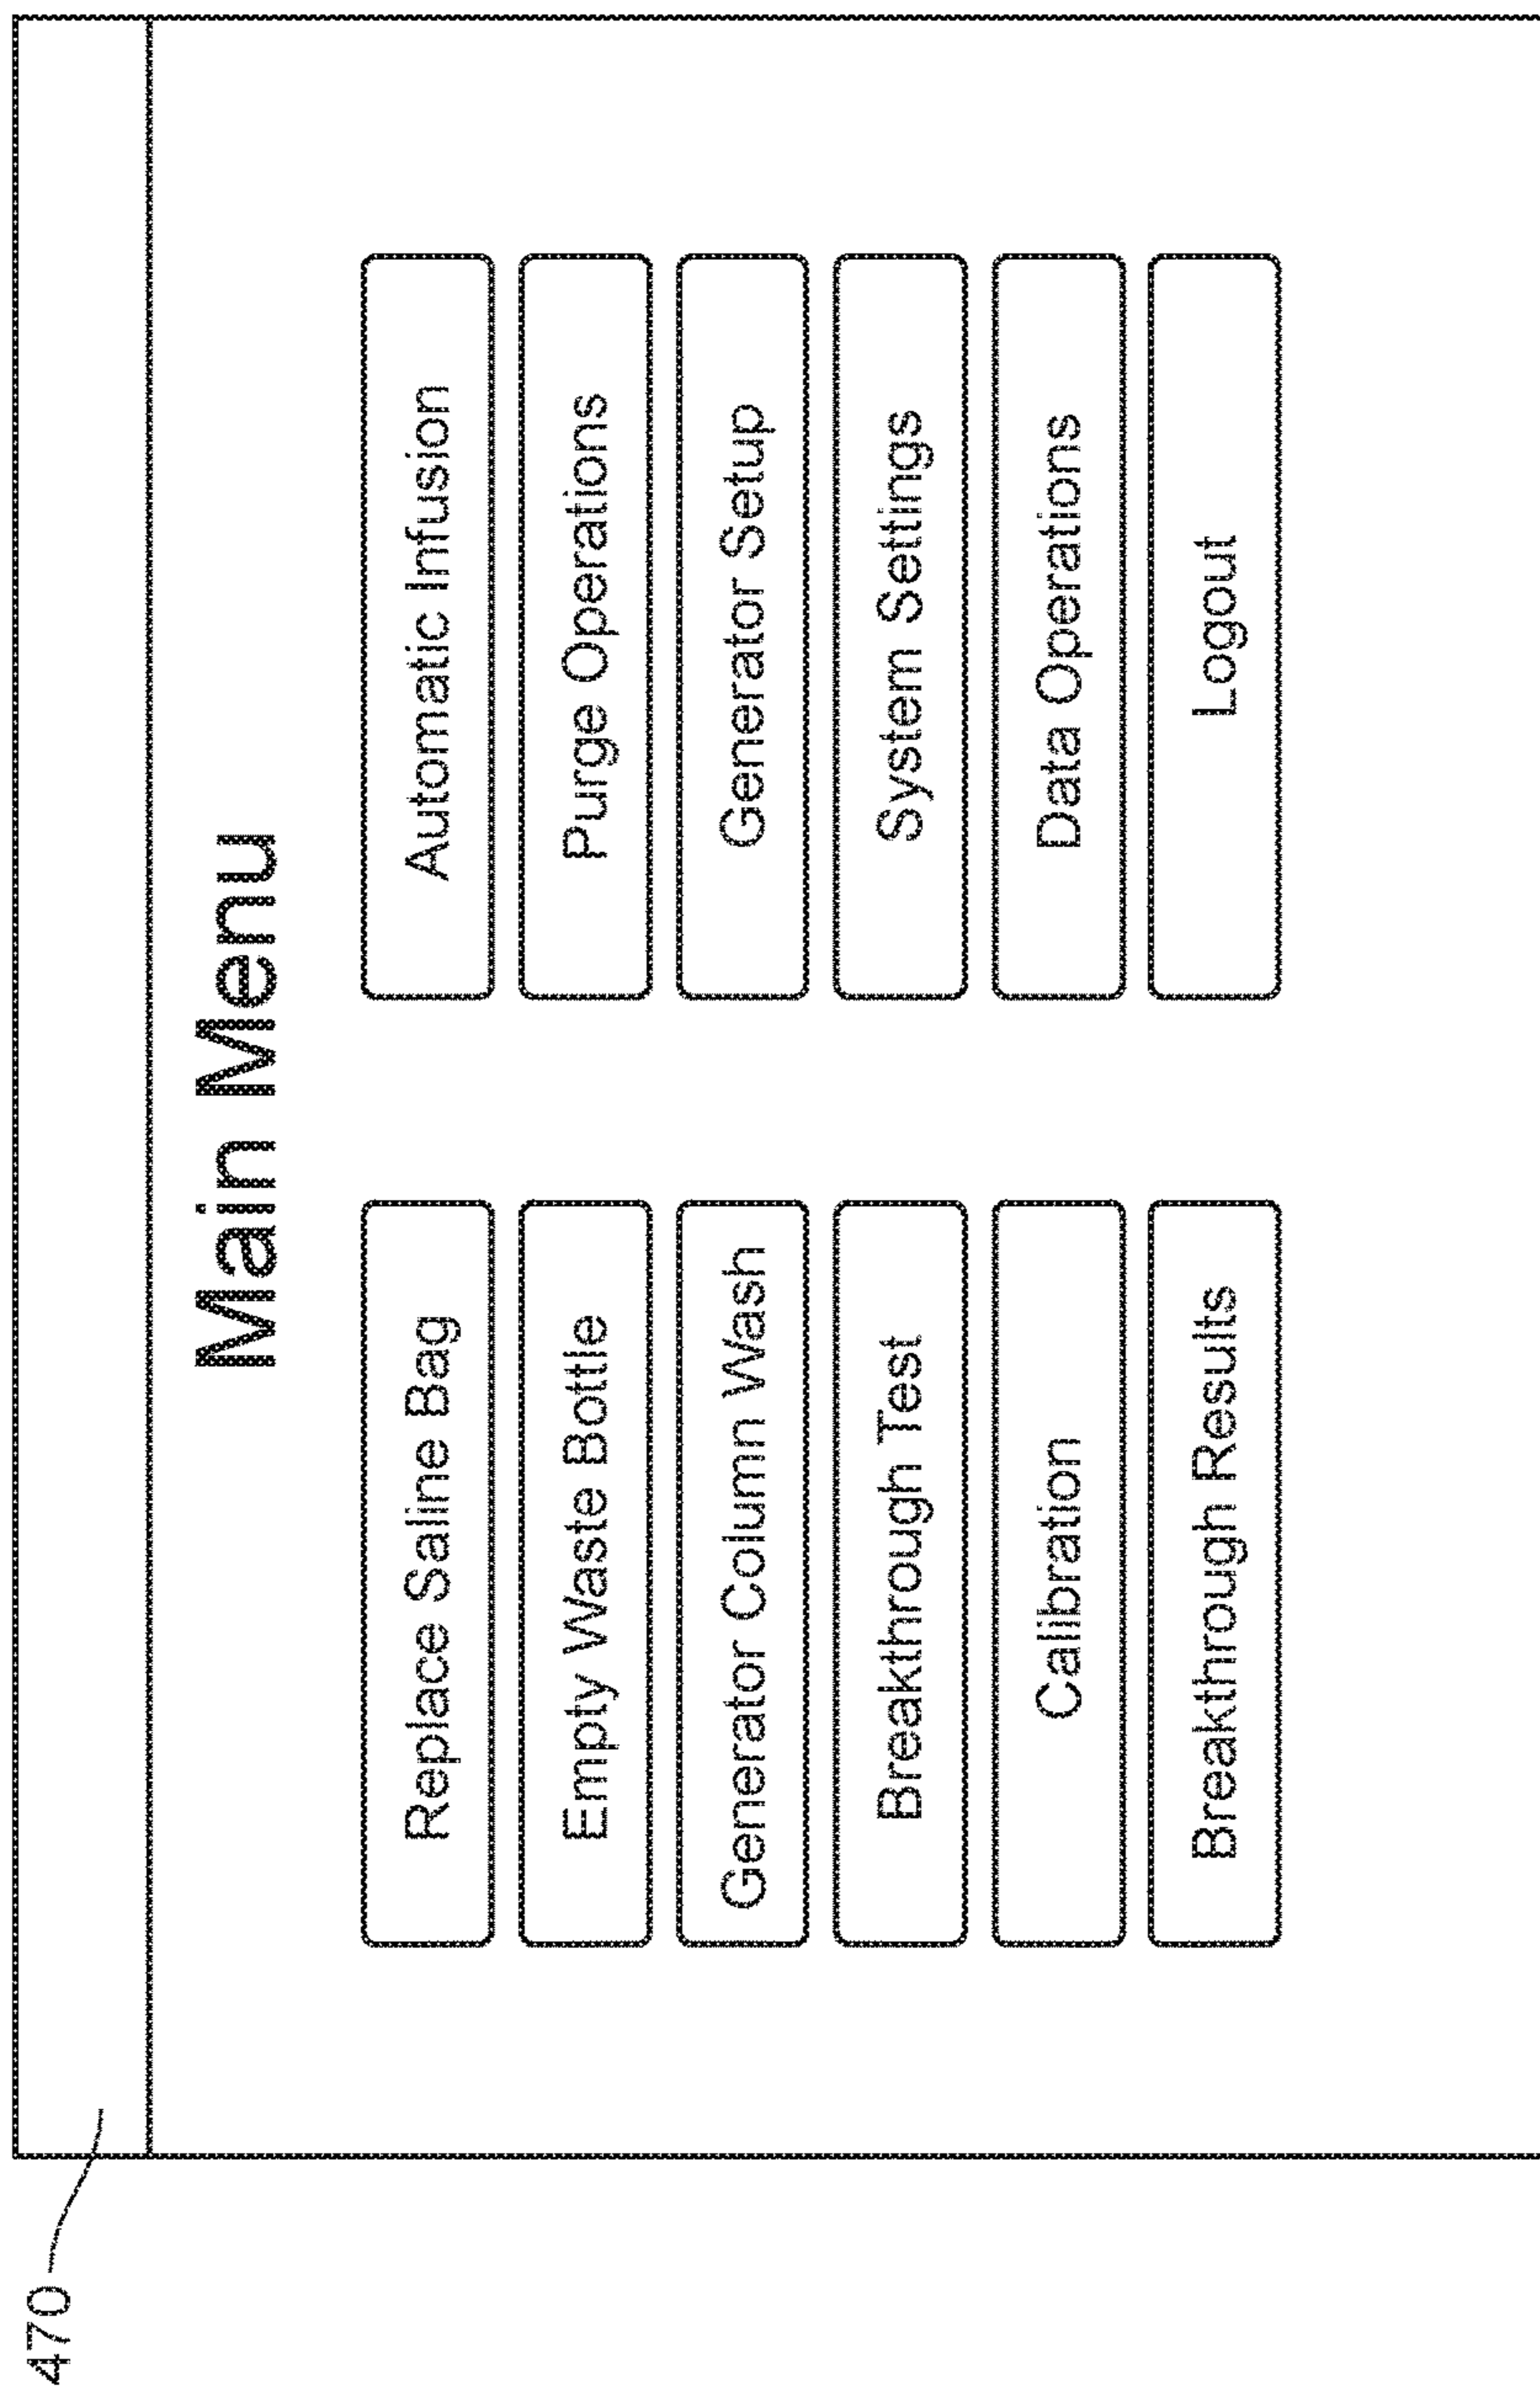 470
Main Menu
Replace Saline Bag
Automatic Infusion
Empty Waste Bottle
Purge Operations
Generator Column Wash
Generator Setup
Breakthrough Test
System Settings
Calibration
Data Operations
Breakthrough Results
Logout